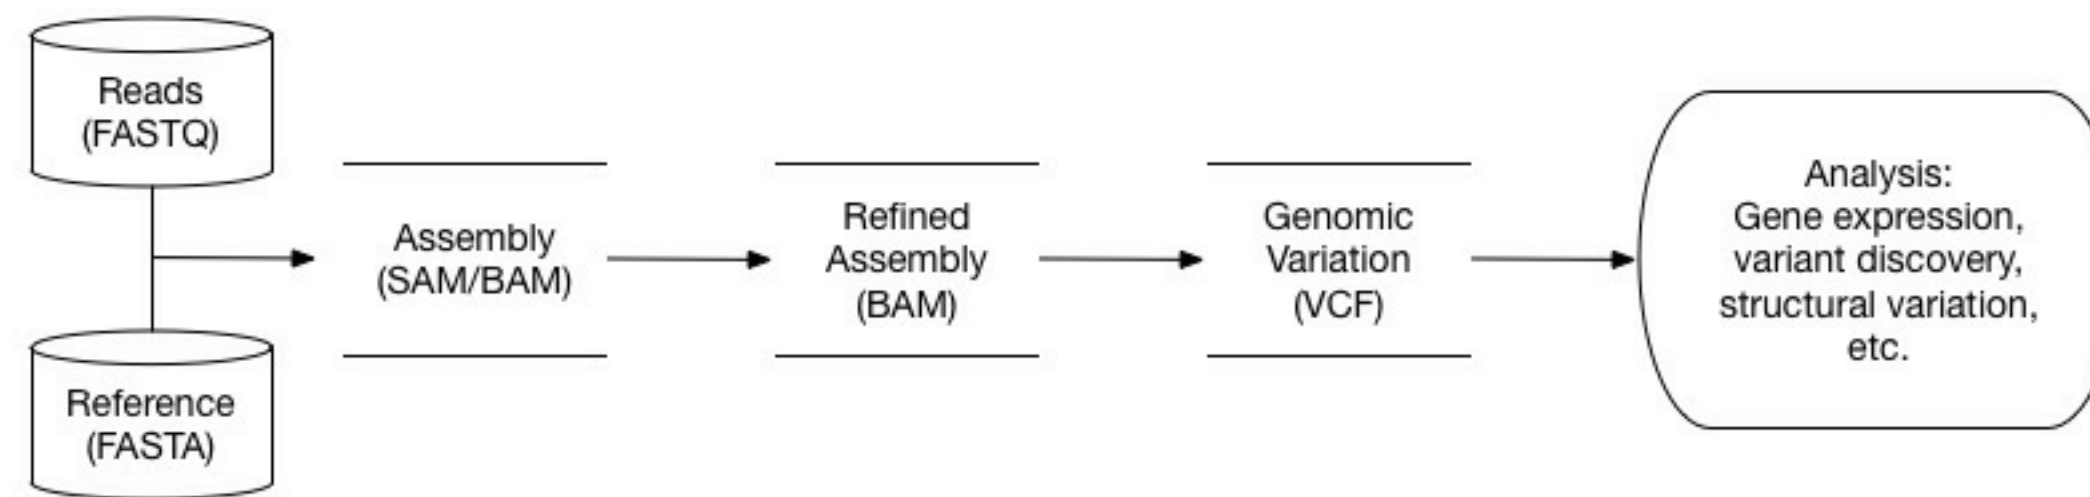 Reads
(FASTQ)
Reference
(FASTA)
Assembly
(SAM/BAM)
Refined
Assembly
(BAM)
Genomic
Variation
(VCF)
Analysis:
Gene expression,
variant discovery,
structural variation,
etc.